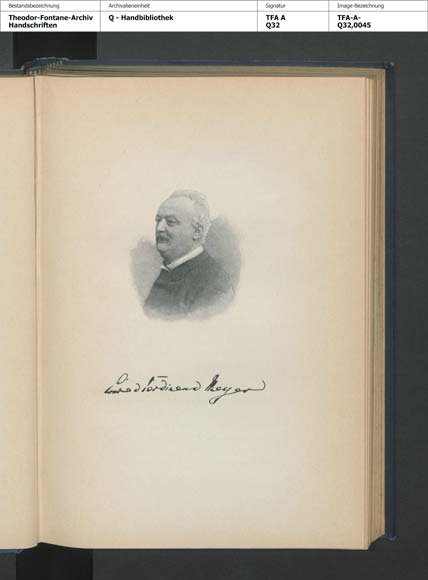 Bestandsbezeichnung
Archivalieneinheit
Signatur
Image-Bezeichnung
Theodor-Fontane-Archiv
Handschriften
Q - Handbibliothek
TFA A
Q32
TFA-A-
Q32,0045
Conrad Ferdinand Meyer